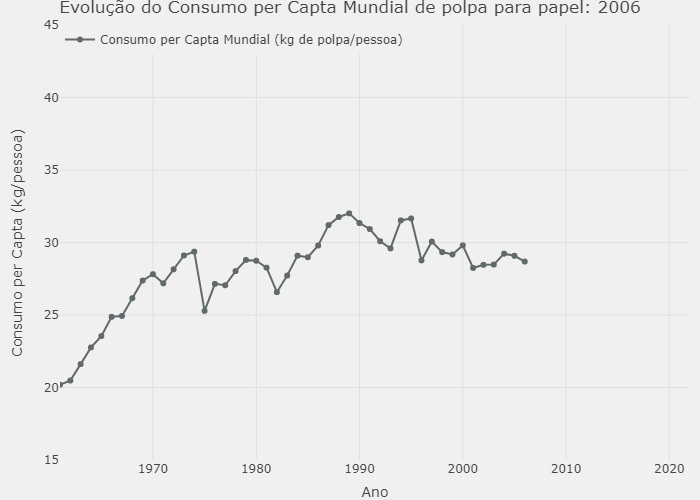 Evolução do Consumo per Capta Mundial de polpa para papel: 2006
Consumo per Capta Mundial (kg de polpa/pessoa)
Consumo per Capta (kg/pessoa)
45
40
35
30
25
20
15
1970 1980 1990 2000 2010 2020
Ano